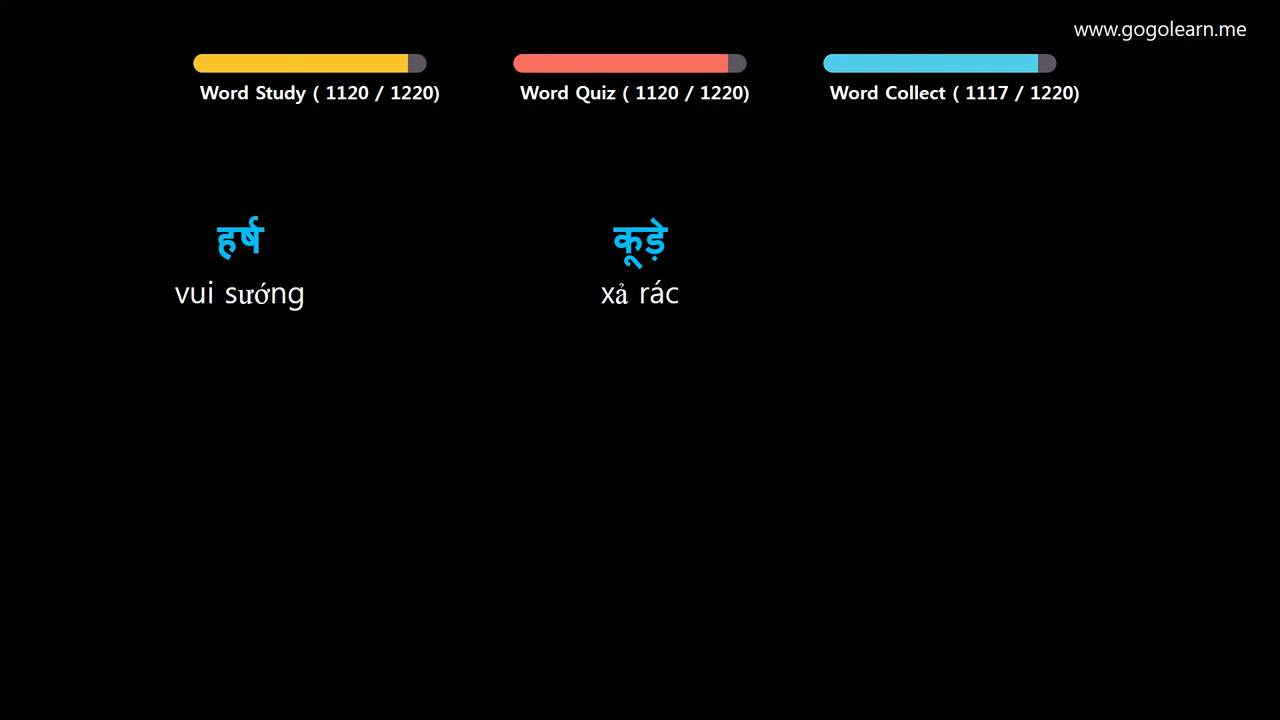 www.gogolearn.me
Word Study ( 1120 / 1220)
Word Quiz ( 1120 / 1220)
Word Collect ( 1117 / 1220)
हर्ष
vui sướng
कूड़े
xả rác